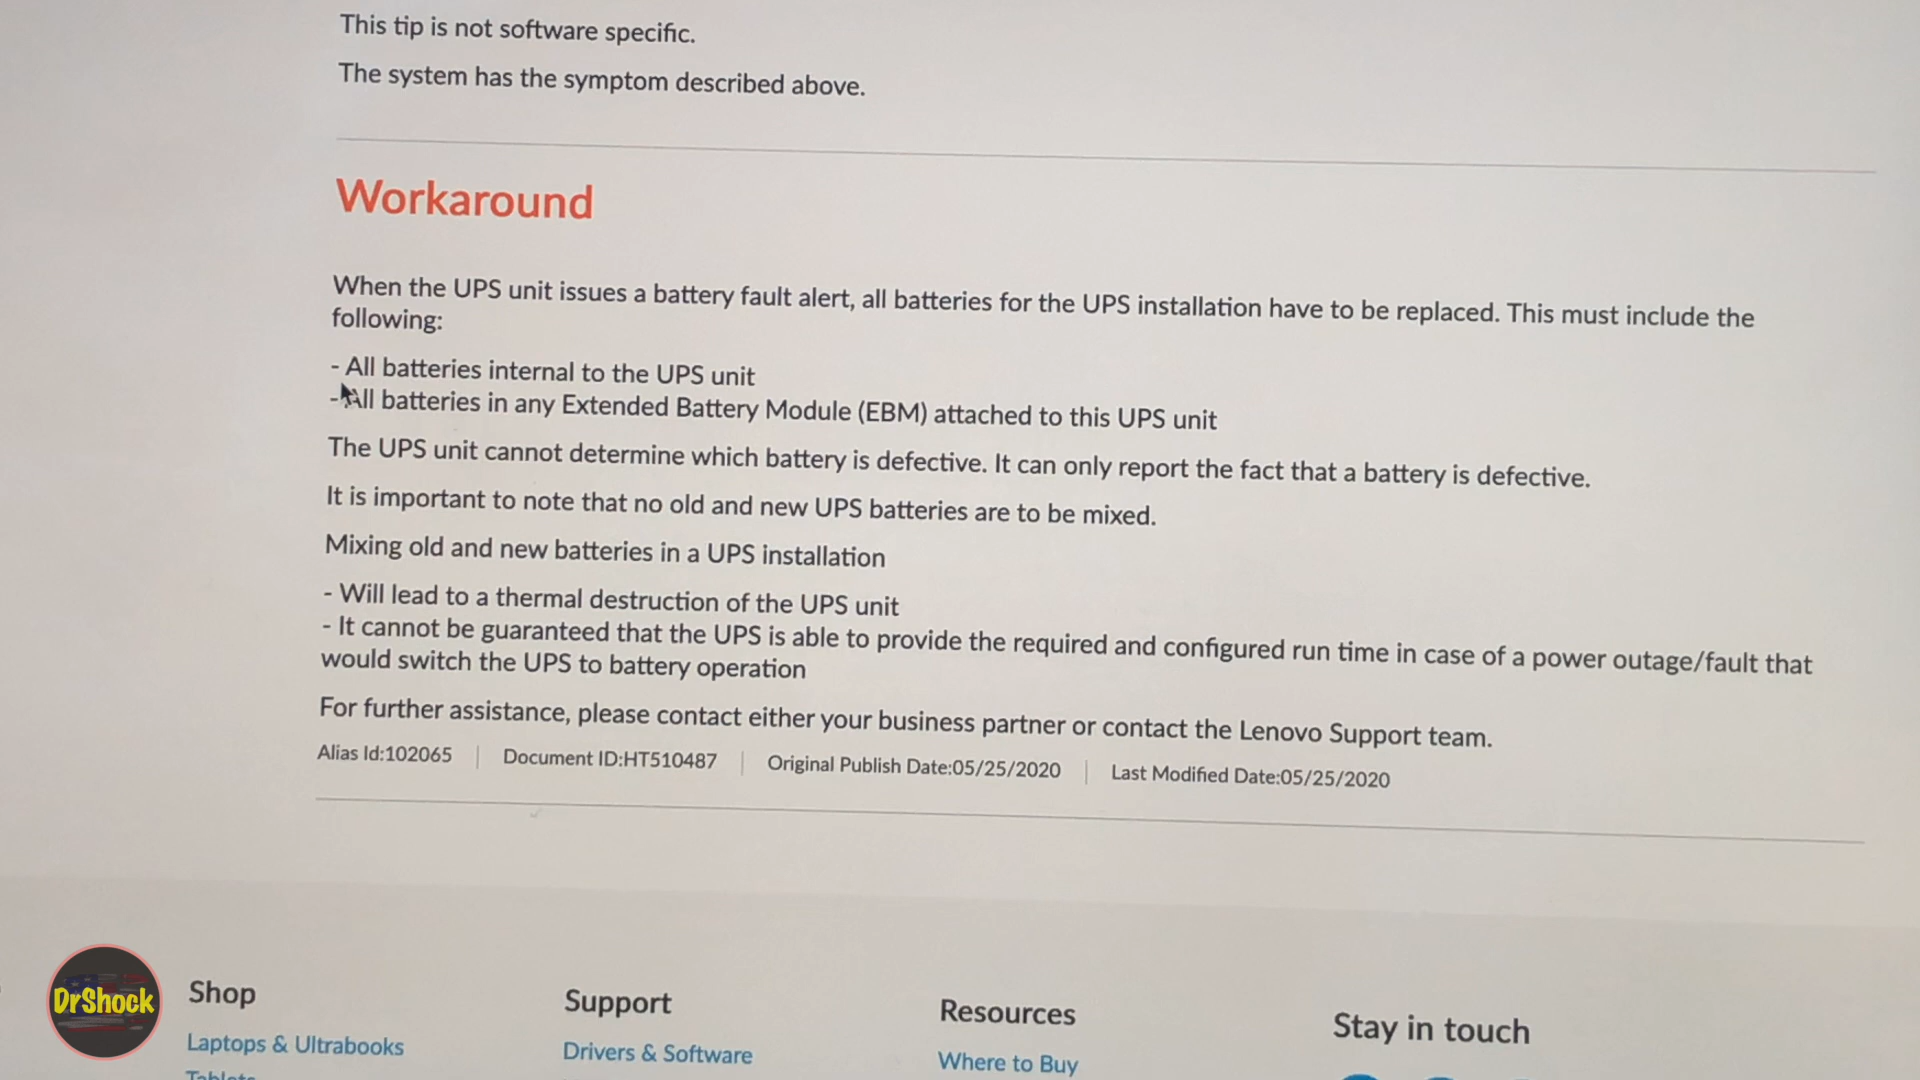 This tip is not software specific.
The system has the symptom described above.
Workaround
When the UPS unit issues a battery fault alert, all batteries for the UPS installation have to be replaced. This must include the
following:
- All batteries internal to the UPS unit
- All batteries in any Extended Battery Module (EBM) attached to this UPS unit
The UPS unit cannot determine which battery is defective. It can only report the fact that a battery is defective.
It is important to note that no old and new UPS batteries are to be mixed.
Mixing old and new batteries in a UPS installation
- Will lead to a thermal destruction of the UPS unit
- It cannot be guaranteed that the UPS is able to provide the required and configured run time in case of a power outage/fault that
would switch the UPS to battery operation
For further assistance, please contact either your business partner or contact the Lenovo Support team.
Alias Id:102065 | Document ID:HT510487 | Original Publish Date:05/25/2020 | Last Modified Date:05/25/2020
DrShock
Shop
Laptops & Ultrabooks
Tablets
Support
Drivers & Software
Resources
Where to Buy
Stay in touch